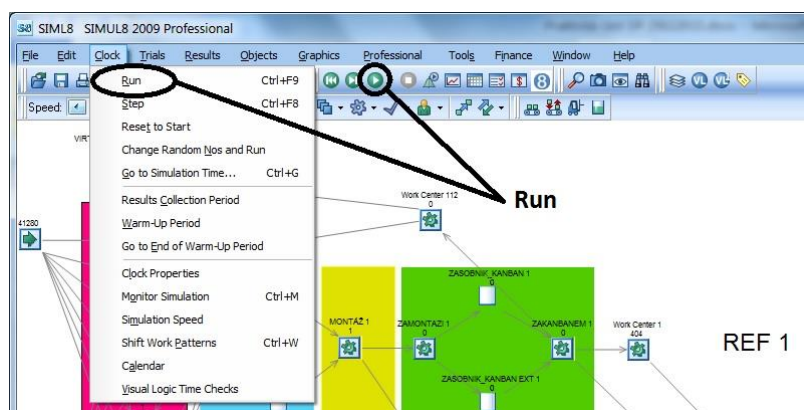 SIML8 SIMUL8 2009 Professional
File Edit Clock Trials Results Objects Graphics Professional Tools Finance Window Help
Run Ctrl+F9
Speed:
Step Ctrl+F8
Reset to Start
Change Random Nos and Run
Go to Simulation Time... Ctrl+G
Results Collection Period
Warm-Up Period
Go to End of Warm-Up Period
Clock Properties
Monitor Simulation Ctrl+M
Simulation Speed
Shift Work Patterns Ctrl+W
Calendar
Visual Logic Time Checks
VIRT
41280
Run
Work Center 112
0
ZASOBNIK_KANBAN 1
0
MONTÁŽ 1
1
ZAMONTAZI 1
0
ZAKANBANEM 1
0
Work Center 1
404
REF 1
ZASOBNIK_KANBAN EXT 1
0